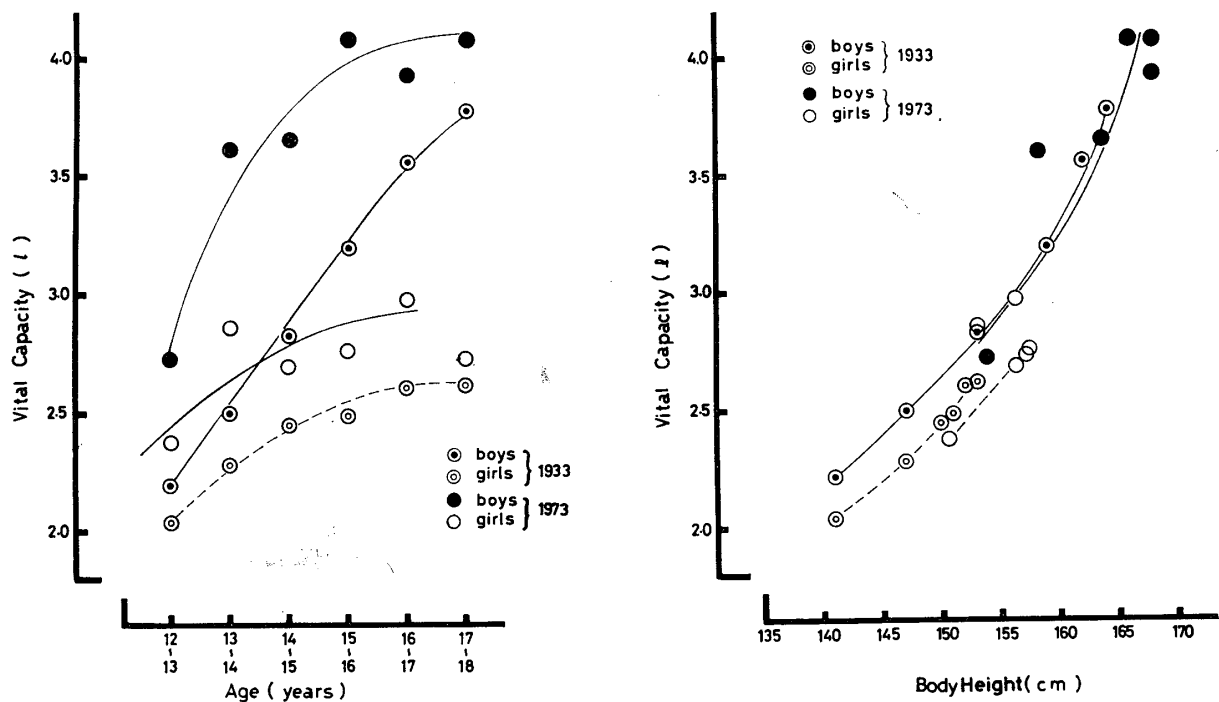 Vital Capacity ( l )
4.0
3.5
3.0
2.5
2.0
boys
girls
} 1933
boys
girls
} 1973
12 - 13
13 - 14
14 - 15
15 - 16
16 - 17
17 - 18
Age ( years )
Vital Capacity ( ℓ )
4.0
3.5
3.0
2.5
2.0
boys
girls
} 1933
boys
girls
} 1973
135 140 145 150 155 160 165 170
Body Height ( cm )